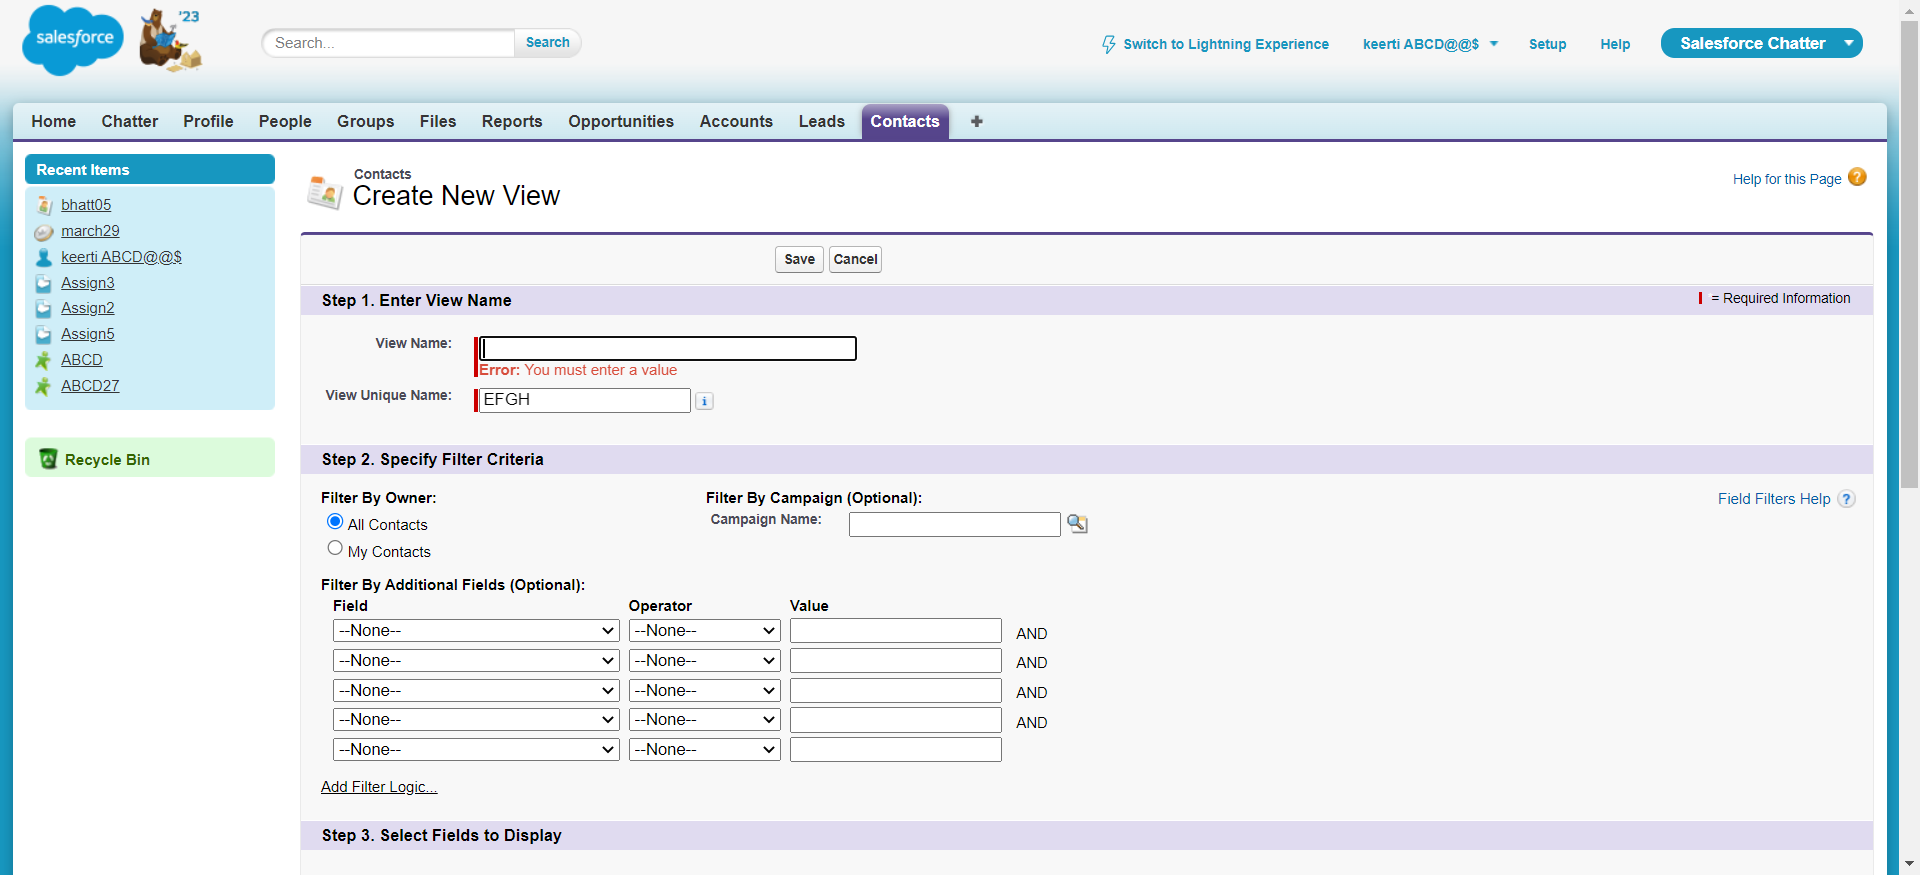 salesforce
'23
Search...
Search
Switch to Lightning Experience
keerti ABCD@@$
Setup
Help
Salesforce Chatter
Home Chatter Profile People Groups Files Reports Opportunities Accounts Leads Contacts +
Recent Items
bhatt05
march29
keerti ABCD@@$
Assign3
Assign2
Assign5
ABCD
ABCD27
Recycle Bin
Contacts
Create New View
Help for this Page ?
Save Cancel
Step 1. Enter View Name
= Required Information
View Name:
Error: You must enter a value
View Unique Name: EFGH i
Step 2. Specify Filter Criteria
Filter By Owner:
All Contacts
My Contacts
Filter By Campaign (Optional):
Campaign Name:
Field Filters Help ?
Filter By Additional Fields (Optional):
Field Operator Value
--None-- --None-- AND
--None-- --None-- AND
--None-- --None-- AND
--None-- --None-- AND
--None-- --None--
Add Filter Logic...
Step 3. Select Fields to Display